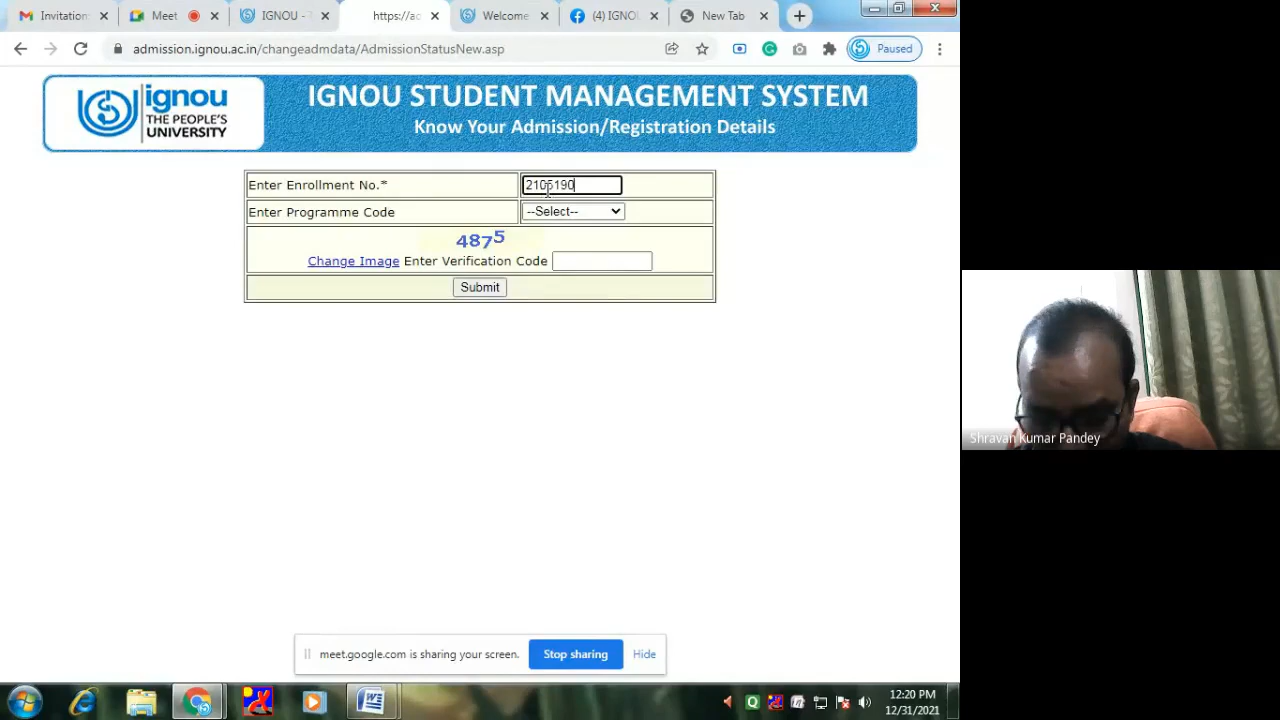 Invitation
Meet
IGNOU - T
https://ac
Welcome
(4) IGNO
New Tab
admission.ignou.ac.in/changeadmdata/AdmissionStatusNew.asp
Paused
ignou
THE PEOPLE'S
UNIVERSITY
IGNOU STUDENT MANAGEMENT SYSTEM
Know Your Admission/Registration Details
Enter Enrollment No.* 2105190
Enter Programme Code --Select--
4875
Change Image Enter Verification Code
Submit
Shravan Kumar Pandey
meet.google.com is sharing your screen. Stop sharing Hide
12:20 PM
12/31/2021